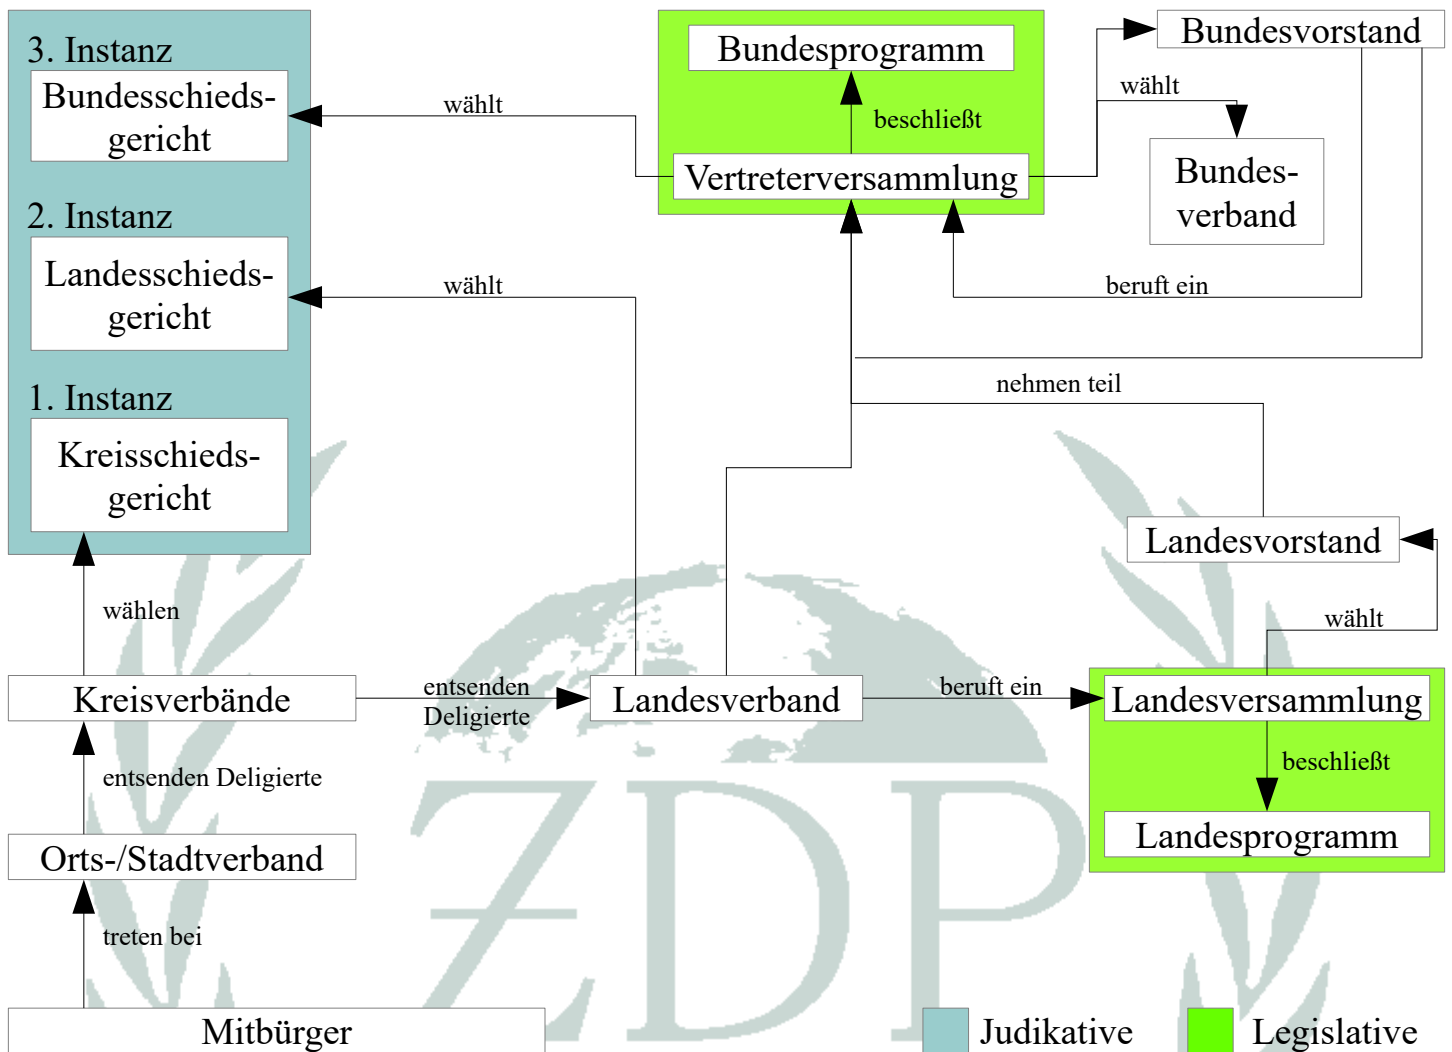 3. Instanz
Bundesschieds-
gericht
2. Instanz
Landesschieds-
gericht
1. Instanz
Kreisschieds-
gericht
wählt
wählt
Bundesprogramm
beschließt
Vertreterversammlung
Bundesvorstand
wählt
Bundes-
verband
beruft ein
nehmen teil
Landesvorstand
wählt
wählen
Kreisverbände
entsenden
Deligierte
Landesverband
beruft ein
Landesversammlung
beschließt
Landesprogramm
entsenden Deligierte
Orts-/Stadtverband
treten bei
Mitbürger
ZDP
Judikative
Legislative